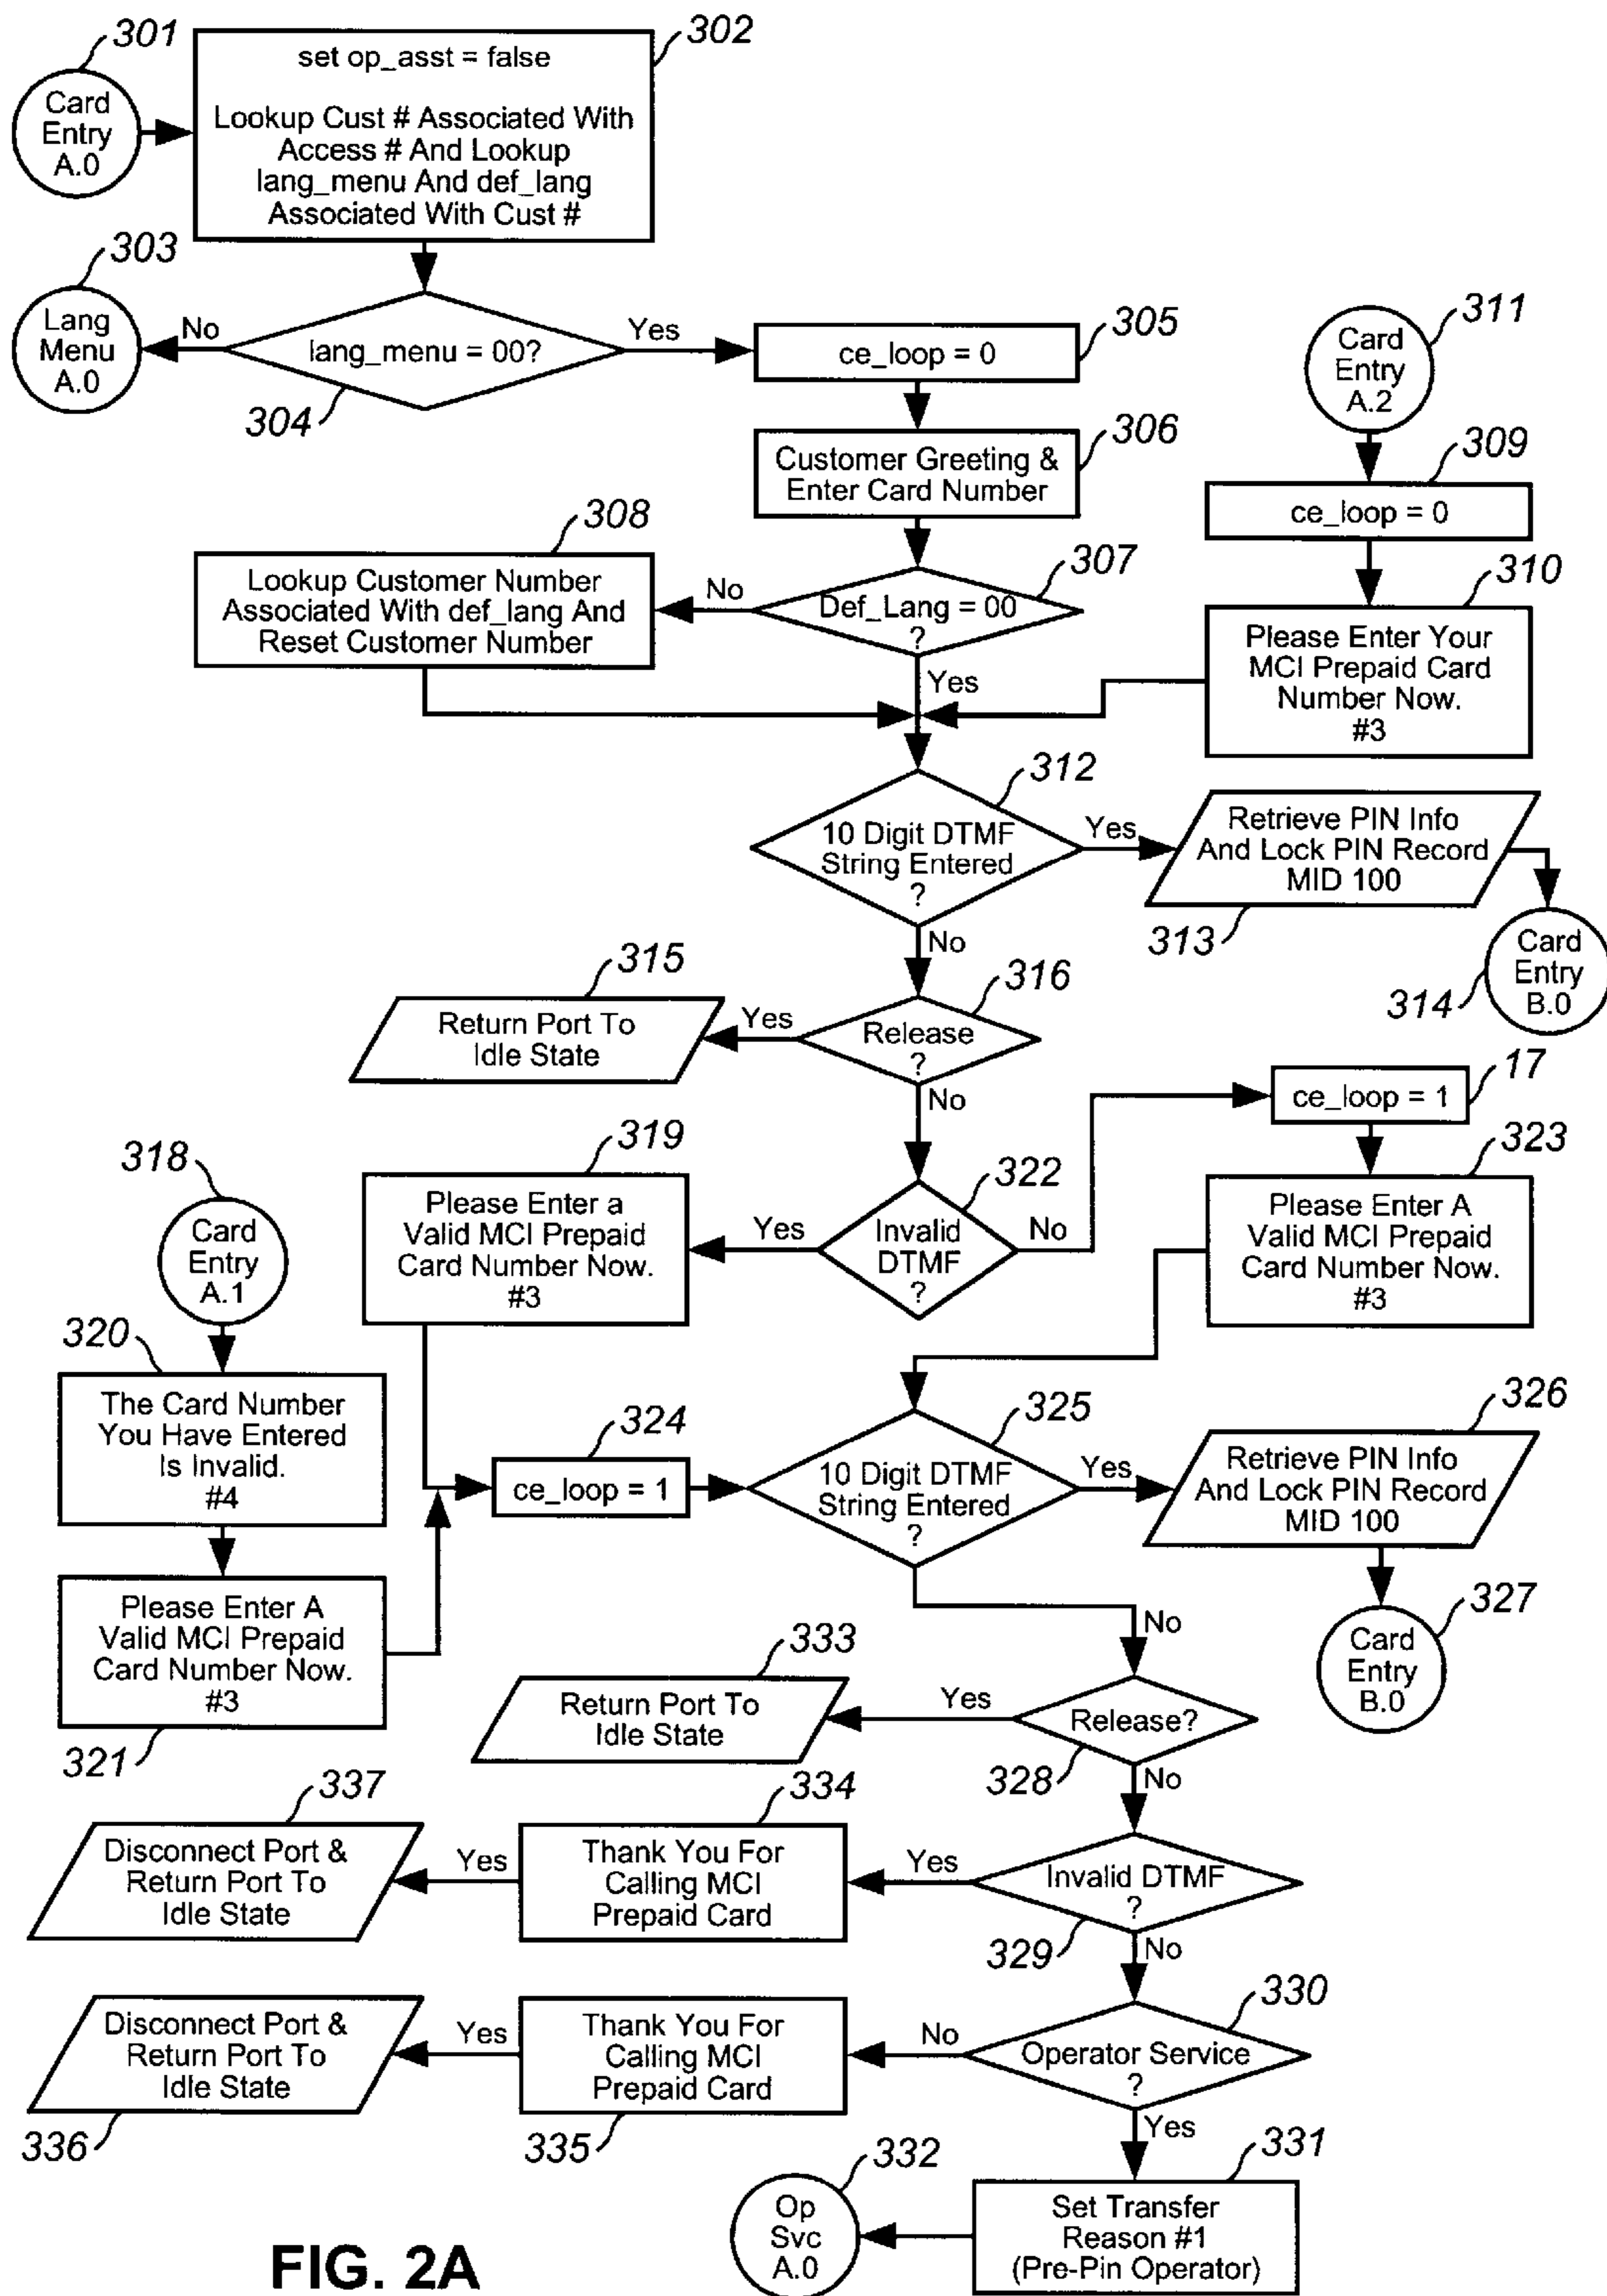 301
Card
Entry
A.0
302
set op_asst = false
Lookup Cust # Associated With
Access # And Lookup
lang_menu And def_lang
Associated With Cust #
303
Lang
Menu
A.0
No
lang_menu = 00?
304
Yes
305
ce_loop = 0
311
Card
Entry
A.2
306
Customer Greeting &
Enter Card Number
309
ce_loop = 0
308
Lookup Customer Number
Associated With def_lang And
Reset Customer Number
No
307
Def_Lang = 00
?
Yes
310
Please Enter Your
MCI Prepaid Card
Number Now.
#3
312
10 Digit DTMF
String Entered
?
Yes
Retrieve PIN Info
And Lock PIN Record
MID 100
313
No
314
Card
Entry
B.0
315
Return Port To
Idle State
Yes
316
Release
?
No
17
ce_loop = 1
318
Card
Entry
A.1
319
Please Enter a
Valid MCI Prepaid
Card Number Now.
#3
Yes
322
Invalid
DTMF
?
No
323
Please Enter A
Valid MCI Prepaid
Card Number Now.
#3
320
The Card Number
You Have Entered
Is Invalid.
#4
324
ce_loop = 1
325
10 Digit DTMF
String Entered
?
Yes
326
Retrieve PIN Info
And Lock PIN Record
MID 100
Please Enter A
Valid MCI Prepaid
Card Number Now.
#3
321
No
327
Card
Entry
B.0
333
Return Port To
Idle State
Yes
Release?
328
No
337
Disconnect Port &
Return Port To
Idle State
Yes
334
Thank You For
Calling MCI
Prepaid Card
Yes
Invalid DTMF
?
329
No
Disconnect Port &
Return Port To
Idle State
336
Yes
Thank You For
Calling MCI
Prepaid Card
335
No
330
Operator Service
?
Yes
332
Op
Svc
A.0
331
Set Transfer
Reason #1
(Pre-Pin Operator)
FIG. 2A